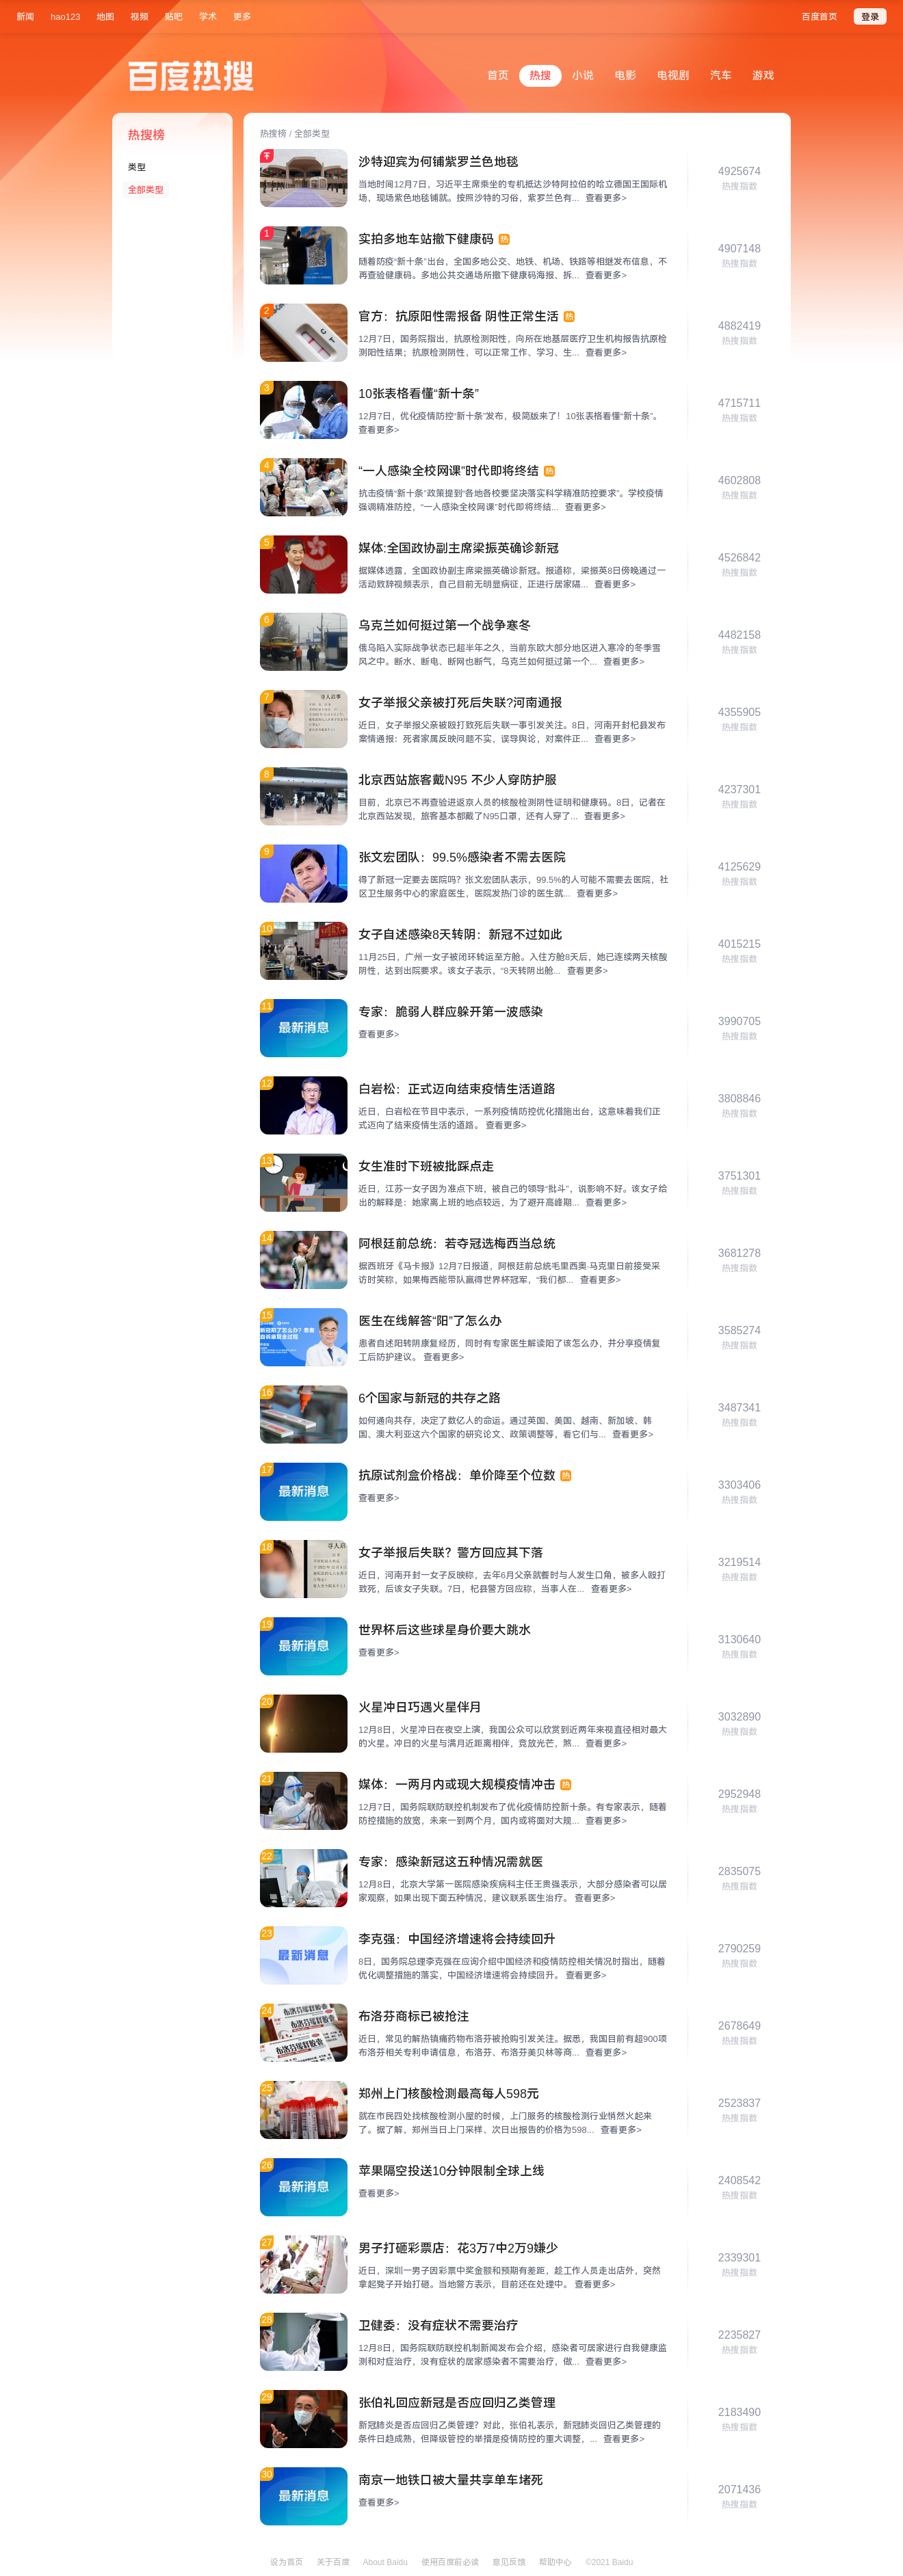 新闻 hao123 地图 视频 贴吧 学术 更多 百度首页 登录
百度热搜
首页 热搜 小说 电影 电视剧 汽车 游戏
热搜榜
类型
全部类型
热搜榜 / 全部类型
沙特迎宾为何铺紫罗兰色地毯
当地时间12月7日，习近平主席乘坐的专机抵达沙特阿拉伯的哈立德国王国际机
场，现场紫色地毯铺就。按照沙特的习俗，紫罗兰色有... 查看更多>
4925674
热搜指数
1
实拍多地车站撤下健康码 热
随着防疫“新十条”出台，全国多地公交、地铁、机场、铁路等相继发布信息，不
再查验健康码。多地公共交通场所撤下健康码海报、拆... 查看更多>
4907148
热搜指数
2
官方：抗原阳性需报备 阴性正常生活 热
12月7日，国务院指出，抗原检测阳性，向所在地基层医疗卫生机构报告抗原检
测阳性结果；抗原检测阴性，可以正常工作、学习、生... 查看更多>
4882419
热搜指数
3
10张表格看懂“新十条”
12月7日，优化疫情防控“新十条”发布，极简版来了！10张表格看懂“新十条”。
查看更多>
4715711
热搜指数
4
“一人感染全校网课”时代即将终结 热
抗击疫情“新十条”政策提到“各地各校要坚决落实科学精准防控要求”。学校疫情
强调精准防控，“一人感染全校网课”时代即将终结... 查看更多>
4602808
热搜指数
5
媒体:全国政协副主席梁振英确诊新冠
据媒体透露，全国政协副主席梁振英确诊新冠。报道称，梁振英8日傍晚通过一
活动致辞视频表示，自己目前无明显病征，正进行居家隔... 查看更多>
4526842
热搜指数
6
乌克兰如何挺过第一个战争寒冬
俄乌陷入实际战争状态已超半年之久，当前东欧大部分地区进入寒冷的冬季雪
风之中。断水、断电、断网也断气，乌克兰如何挺过第一个... 查看更多>
4482158
热搜指数
7
女子举报父亲被打死后失联?河南通报
近日，女子举报父亲被殴打致死后失联一事引发关注。8日，河南开封杞县发布
案情通报：死者家属反映问题不实，误导舆论，对案件正... 查看更多>
4355905
热搜指数
8
北京西站旅客戴N95 不少人穿防护服
目前，北京已不再查验进返京人员的核酸检测阴性证明和健康码。8日，记者在
北京西站发现，旅客基本都戴了N95口罩，还有人穿了... 查看更多>
4237301
热搜指数
9
张文宏团队：99.5%感染者不需去医院
得了新冠一定要去医院吗？张文宏团队表示，99.5%的人可能不需要去医院，社
区卫生服务中心的家庭医生，医院发热门诊的医生就... 查看更多>
4125629
热搜指数
10
女子自述感染8天转阴：新冠不过如此
11月25日，广州一女子被闭环转运至方舱。入住方舱8天后，她已连续两天核酸
阴性，达到出院要求。该女子表示，“8天转阴出舱... 查看更多>
4015215
热搜指数
11
最新消息
专家：脆弱人群应躲开第一波感染
查看更多>
3990705
热搜指数
12
白岩松：正式迈向结束疫情生活道路
近日，白岩松在节目中表示，一系列疫情防控优化措施出台，这意味着我们正
式迈向了结束疫情生活的道路。 查看更多>
3808846
热搜指数
13
女生准时下班被批踩点走
近日，江苏一女子因为准点下班，被自己的领导“批斗”，说影响不好。该女子给
出的解释是：她家离上班的地点较远，为了避开高峰期... 查看更多>
3751301
热搜指数
14
阿根廷前总统：若夺冠选梅西当总统
据西班牙《马卡报》12月7日报道，阿根廷前总统毛里西奥·马克里日前接受采
访时笑称，如果梅西能带队赢得世界杯冠军，“我们都... 查看更多>
3681278
热搜指数
15
医生在线解答“阳”了怎么办
患者自述阳转阴康复经历，同时有专家医生解读阳了该怎么办，并分享疫情复
工后防护建议。 查看更多>
3585274
热搜指数
16
6个国家与新冠的共存之路
如何通向共存，决定了数亿人的命运。通过英国、美国、越南、新加坡、韩
国、澳大利亚这六个国家的研究论文、政策调整等，看它们与... 查看更多>
3487341
热搜指数
17
最新消息
抗原试剂盒价格战：单价降至个位数 热
查看更多>
3303406
热搜指数
18
女子举报后失联？警方回应其下落
近日，河南开封一女子反映称，去年6月父亲就餐时与人发生口角，被多人殴打
致死，后该女子失联。7日，杞县警方回应称，当事人在... 查看更多>
3219514
热搜指数
19
最新消息
世界杯后这些球星身价要大跳水
查看更多>
3130640
热搜指数
20
火星冲日巧遇火星伴月
12月8日，火星冲日在夜空上演，我国公众可以欣赏到近两年来视直径相对最大
的火星。冲日的火星与满月近距离相伴，竞放光芒，煞... 查看更多>
3032890
热搜指数
21
媒体：一两月内或现大规模疫情冲击 热
12月7日，国务院联防联控机制发布了优化疫情防控新十条。有专家表示，随着
防控措施的放宽，未来一到两个月，国内或将面对大规... 查看更多>
2952948
热搜指数
22
专家：感染新冠这五种情况需就医
12月8日，北京大学第一医院感染疾病科主任王贵强表示，大部分感染者可以居
家观察，如果出现下面五种情况，建议联系医生治疗。 查看更多>
2835075
热搜指数
23
最新消息
李克强：中国经济增速将会持续回升
8日，国务院总理李克强在应询介绍中国经济和疫情防控相关情况时指出，随着
优化调整措施的落实，中国经济增速将会持续回升。 查看更多>
2790259
热搜指数
24
布洛芬商标已被抢注
近日，常见的解热镇痛药物布洛芬被抢购引发关注。据悉，我国目前有超900项
布洛芬相关专利申请信息，布洛芬、布洛芬美贝林等商... 查看更多>
2678649
热搜指数
25
郑州上门核酸检测最高每人598元
就在市民四处找核酸检测小屋的时候，上门服务的核酸检测行业悄然火起来
了。据了解，郑州当日上门采样、次日出报告的价格为598... 查看更多>
2523837
热搜指数
26
最新消息
苹果隔空投送10分钟限制全球上线
查看更多>
2408542
热搜指数
27
男子打砸彩票店：花3万7中2万9嫌少
近日，深圳一男子因彩票中奖金额和预期有差距，趁工作人员走出店外，突然
拿起凳子开始打砸。当地警方表示，目前还在处理中。 查看更多>
2339301
热搜指数
28
卫健委：没有症状不需要治疗
12月8日，国务院联防联控机制新闻发布会介绍，感染者可居家进行自我健康监
测和对症治疗，没有症状的居家感染者不需要治疗，做... 查看更多>
2235827
热搜指数
29
张伯礼回应新冠是否应回归乙类管理
新冠肺炎是否应回归乙类管理？对此，张伯礼表示，新冠肺炎回归乙类管理的
条件日趋成熟，但降级管控的举措是疫情防控的重大调整，... 查看更多>
2183490
热搜指数
30
最新消息
南京一地铁口被大量共享单车堵死
查看更多>
2071436
热搜指数
设为首页 关于百度 About Baidu 使用百度前必读 意见反馈 帮助中心 ©2021 Baidu